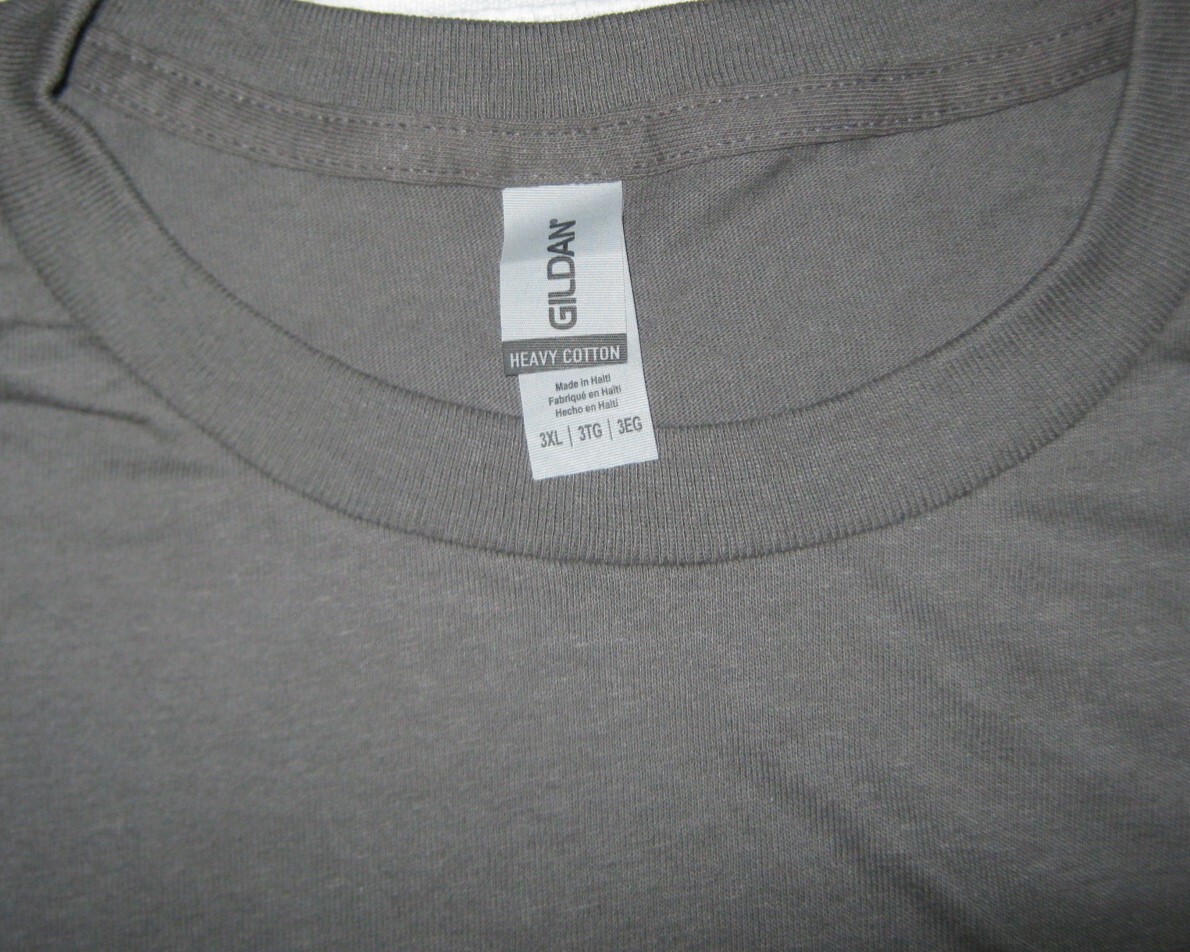 GILDAN®
HEAVY COTTON
Made in Haiti
Fabriqué en Haïti
Hecho en Haití
3XL | 3TG | 3EG